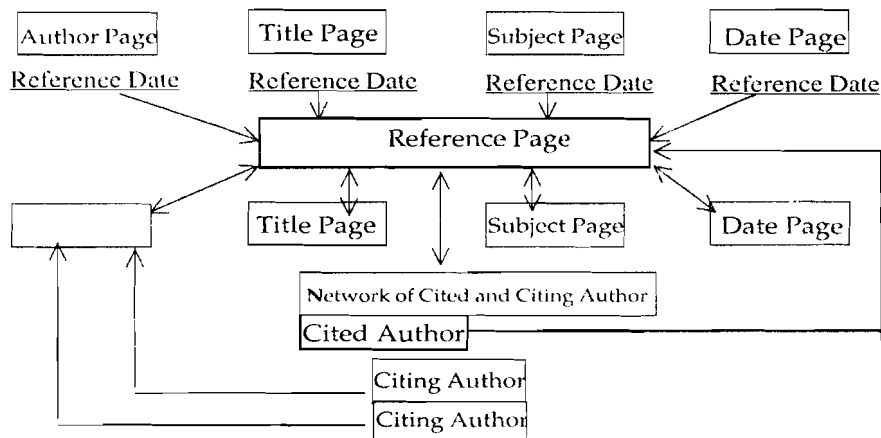 Author Page
Title Page
Subject Page
Date Page
Reference Date
Reference Date
Reference Date
Reference Date
Reference Page
Title Page
Subject Page
Date Page
Network of Cited and Citing Author
Cited Author
Citing Author
Citing Author